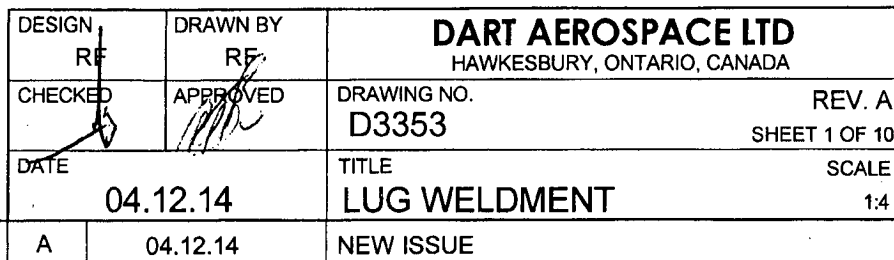 DESIGN
RF
DRAWN BY
RF
DART AEROSPACE LTD
HAWKESBURY, ONTARIO, CANADA
CHECKED
APPROVED
DRAWING NO.
D3353
REV. A
SHEET 1 OF 10
DATE
04.12.14
TITLE
LUG WELDMENT
SCALE
1:4
A
04.12.14
NEW ISSUE